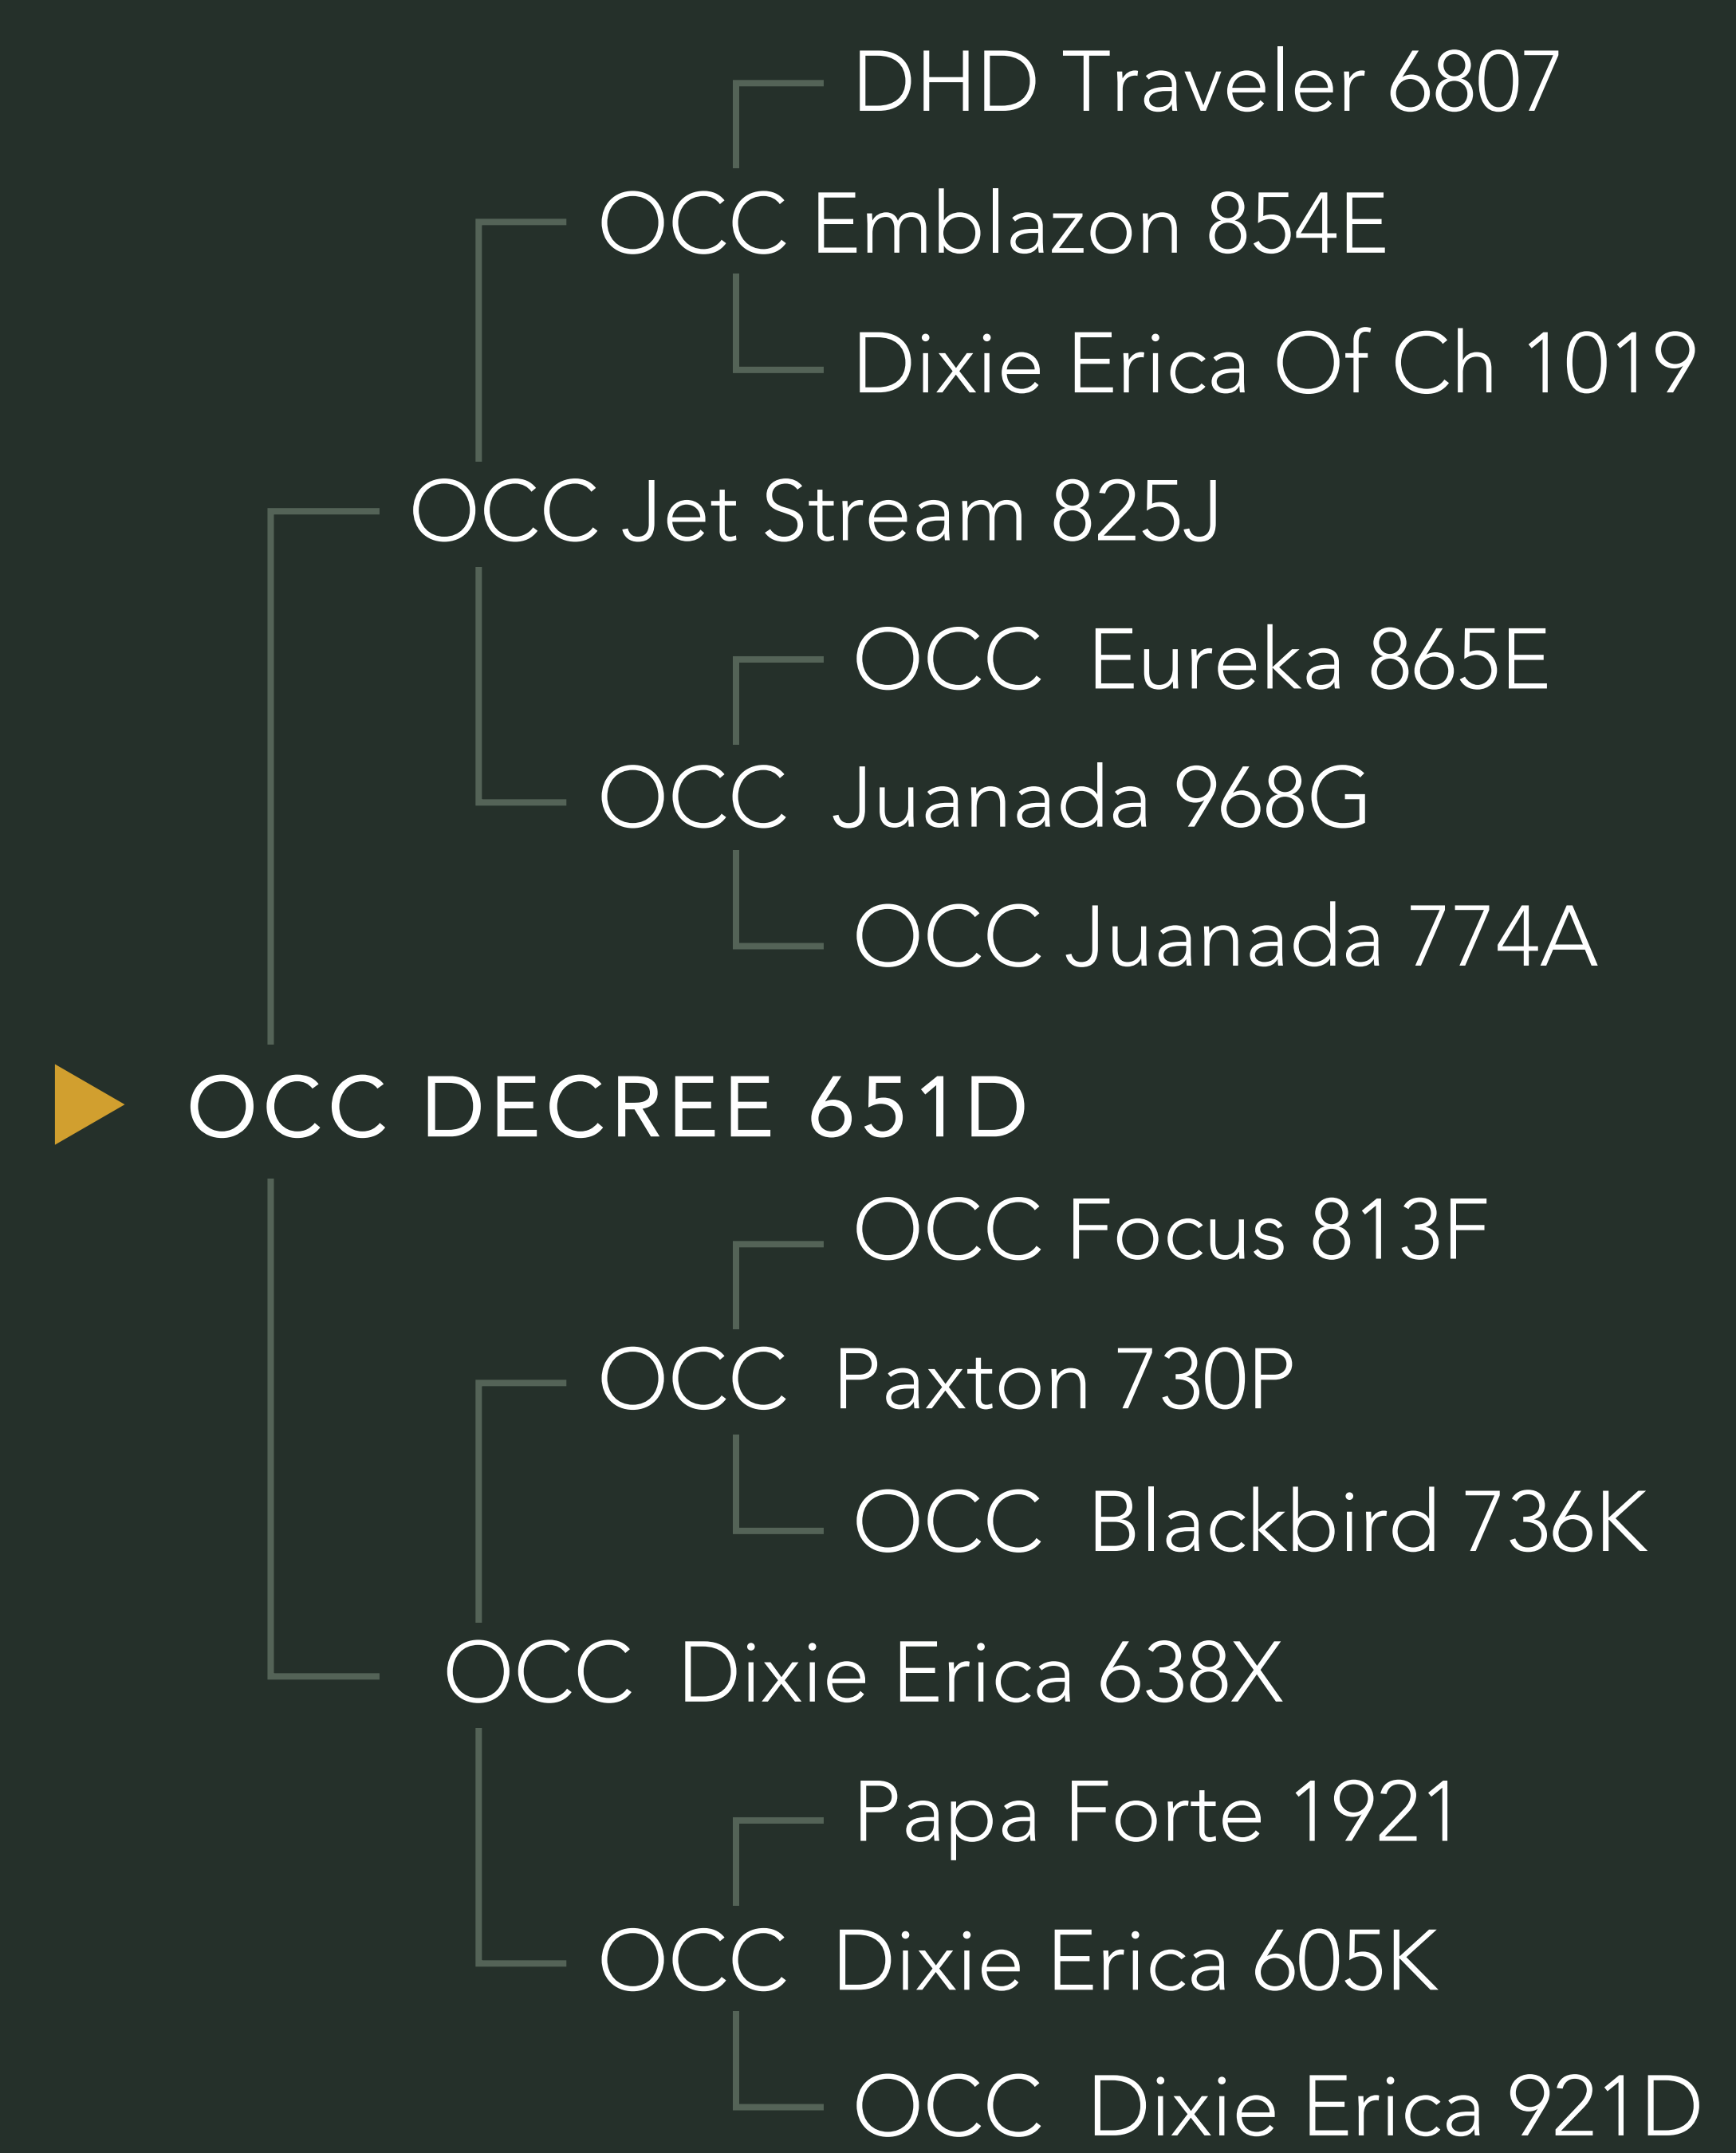 DHD Traveler 6807
OCC Emblazon 854E
Dixie Erica Of Ch 1019
OCC Jet Stream 825J
OCC Eureka 865E
OCC Juanada 968G
OCC Juanada 774A
OCC DECREE 651D
OCC Focus 813F
OCC Paxton 730P
OCC Blackbird 736K
OCC Dixie Erica 638X
Papa Forte 1921
OCC Dixie Erica 605K
OCC Dixie Erica 921D